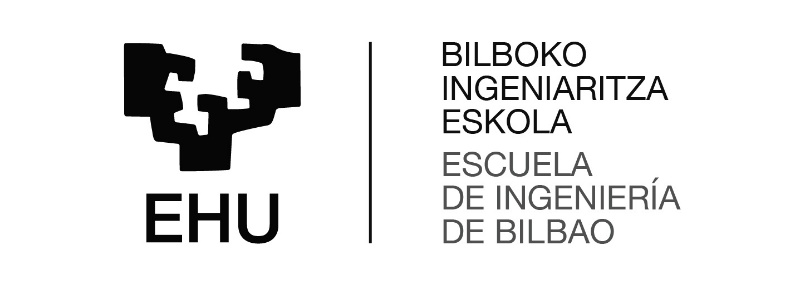 EHU
BILBOKO
INGENIARITZA
ESKOLA
ESCUELA
DE INGENIERÍA
DE BILBAO